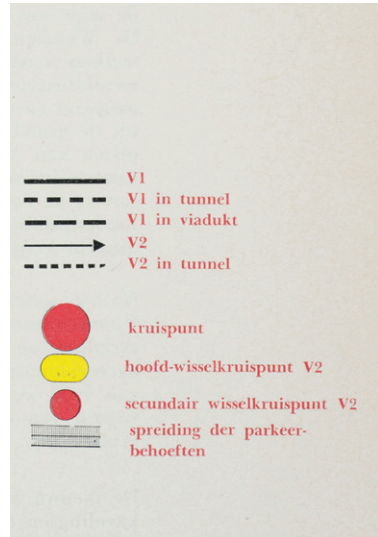 V1
V1 in tunnel
V1 in viadukt
V2
V2 in tunnel
kruispunt
hoofd-wisselkruispunt V2
secundair wisselkruispunt V2
spreiding der parkeer-
behoeften